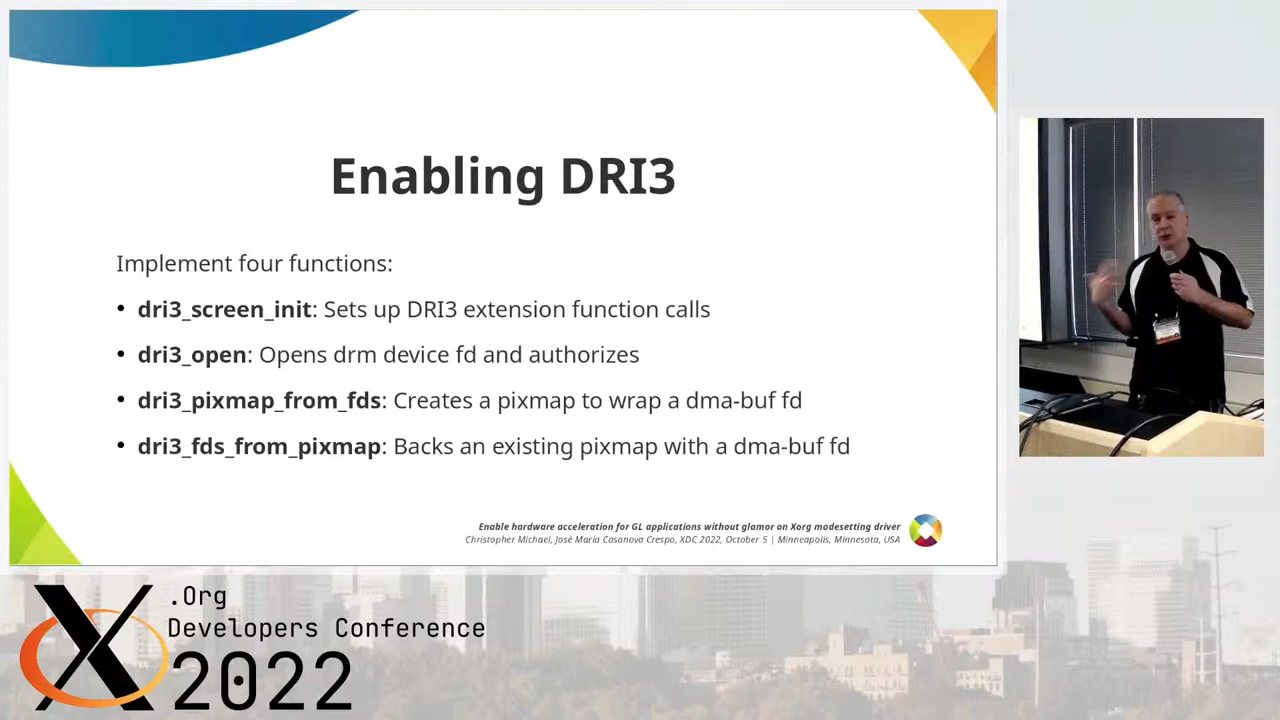 Enabling DRI3
Implement four functions:
• dri3_screen_init: Sets up DRI3 extension function calls
• dri3_open: Opens drm device fd and authorizes
• dri3_pixmap_from_fds: Creates a pixmap to wrap a dma-buf fd
• dri3_fds_from_pixmap: Backs an existing pixmap with a dma-buf fd
Enable hardware acceleration for GL applications without glamor on Xorg modesetting driver
Christopher Michael, José María Casanova Crespo, XDC 2022, October 5 | Minneapolis, Minnesota, USA
X .Org
Developers Conference
2022